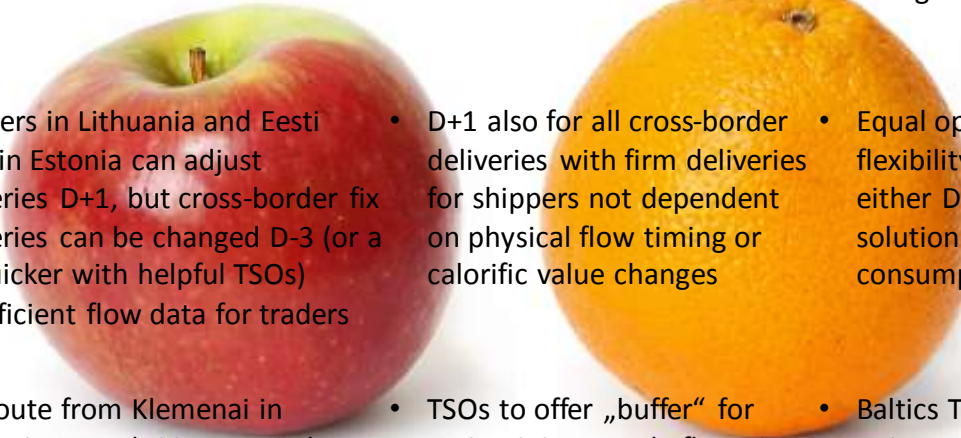 ers in Lithuania and Eesti
in Estonia can adjust
eries D+1, but cross-border fix
eries can be changed D-3 (or a
uicker with helpful TSOs)
ficient flow data for traders
oute from Klemenai in
• D+1 also for all cross-border
deliveries with firm deliveries
for shippers not dependent
on physical flow timing or
calorific value changes
• TSOs to offer „buffer“ for
• Equal op
flexibility
either D
solution
consump
• Baltics T